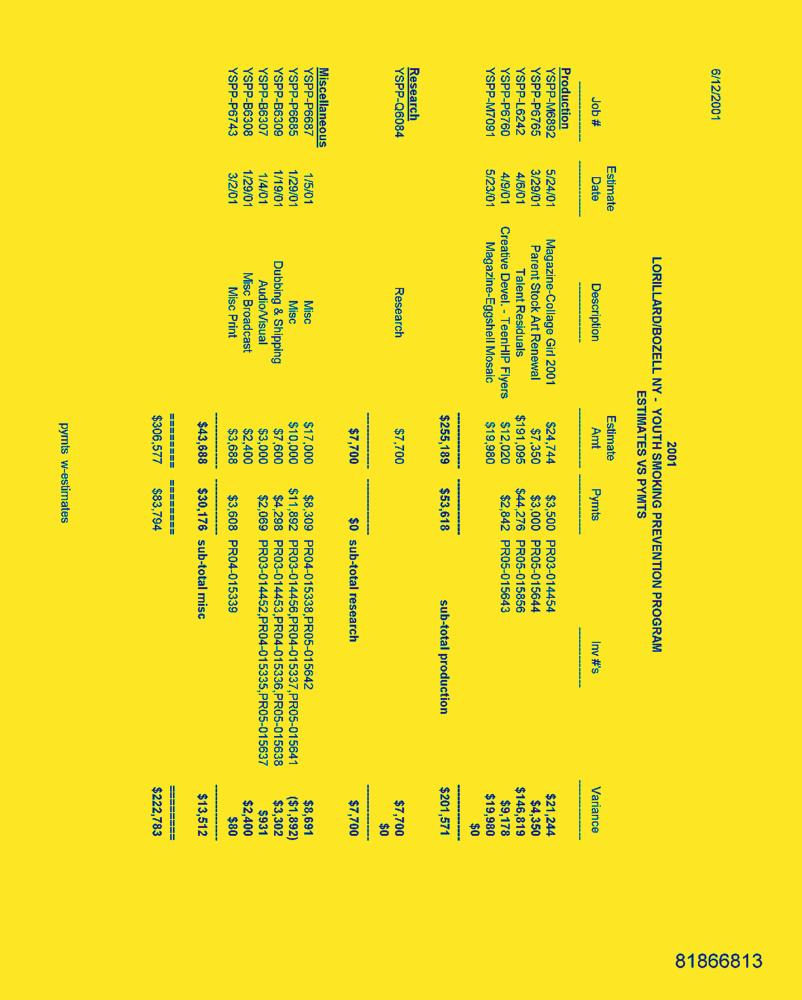 6/12/2001
2001
LORILLARD/BOZELL NY - YOUTH SMOKING PREVENTION PROGRAM
ESTIMATES VS PYMTS
Estimate Estimate
Job # Date Description Amt Pymts Inv #'s Variance
Production
YSPP-M6892 5/24/01 Magazine-Collage Girl 2001 $24,744 $3,500 PR03-014454 $21,244
YSPP-P6765 3/29/01 Parent Stock Art Renewal $7,350 $3,000 PR05-015644 $4,350
YSPP-L6242 4/6/01 Talent Residuals $191,095 $44,276 PR05-015856 $146,819
YSPP-P6760 4/9/01 Creative Devel. - TeenHIP Flyers $12,020 $2,842 PR05-015643 $9,178
YSPP-M7091 5/23/01 Magazine-Eggshell Mosaic $19,980 $19,980
$0
$255,189 $53,618 sub-total production $201,571
Research
YSPP-Q6084 Research $7,700 $7,700
$0
$7,700 $0 sub-total research $7,700
Miscellaneous
YSPP-P6687 1/5/01 Misc $17,000 $8,309 PR04-015338,PR05-015642 $8,691
YSPP-P6685 1/29/01 Misc $10,000 $11,892 PR03-014456,PR04-015337,PR05-015641 ($1,892)
YSPP-B6309 1/19/01 Dubbing & Shipping $7,600 $4,298 PR03-014453,PR04-015336,PR05-015638 $3,302
YSPP-B6307 1/4/01 Audio/Visual $3,000 $2,069 PR03-014452,PR04-015335,PR05-015637 $931
YSPP-B6308 1/29/01 Misc Broadcast $2,400 $2,400
YSPP-P6743 3/2/01 Misc Print $3,688 $3,608 PR04-015339 $80
$43,688 $30,176 sub-total misc $13,512
======== ======== ========
$306,577 $83,794 $222,783
pymts w-estimates
81866813